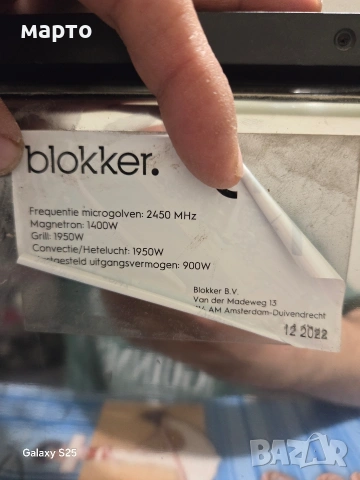 марто
blokker.
Frequentie microgolven: 2450 MHz
Magnetron: 1400W
Grill: 1950W
Convectie/Hetelucht: 1950W
uitgangsvermogen: 900W
Blokker B.V.
Van der Madeweg 13
AM Amsterdam-Duivendrecht
12 2022
Galaxy S25
BAZAR